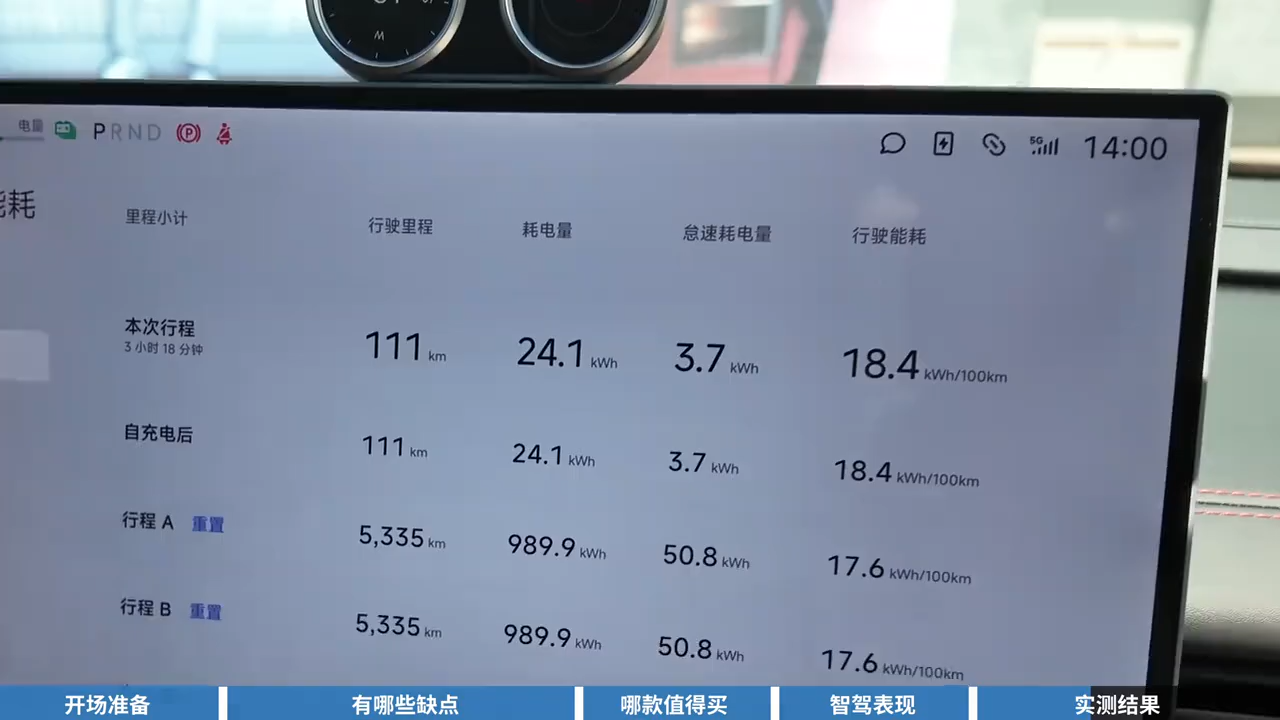 W
电量 PRND P 5G 14:00
能耗
里程小计 行驶里程 耗电量 怠速耗电量 行驶能耗
本次行程 111 km 24.1 kWh 3.7 kWh 18.4 kWh/100km
3 小时 18 分钟
自充电后 111 km 24.1 kWh 3.7 kWh 18.4 kWh/100km
行程 A 重置 5,335 km 989.9 kWh 50.8 kWh 17.6 kWh/100km
行程 B 重置 5,335 km 989.9 kWh 50.8 kWh 17.6 kWh/100km
开场准备 有哪些缺点 哪款值得买 智驾表现 实测结果